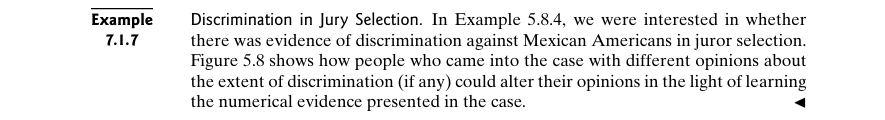 Example Discrimination in Jury Selection. In Example 5.8.4, we were interested in whether
7.1.7 there was evidence of discrimination against Mexican Americans in juror selection.
Figure 5.8 shows how people who came into the case with different opinions about
the extent of discrimination (if any) could alter their opinions in the light of learning
the numerical evidence presented in the case. ◄